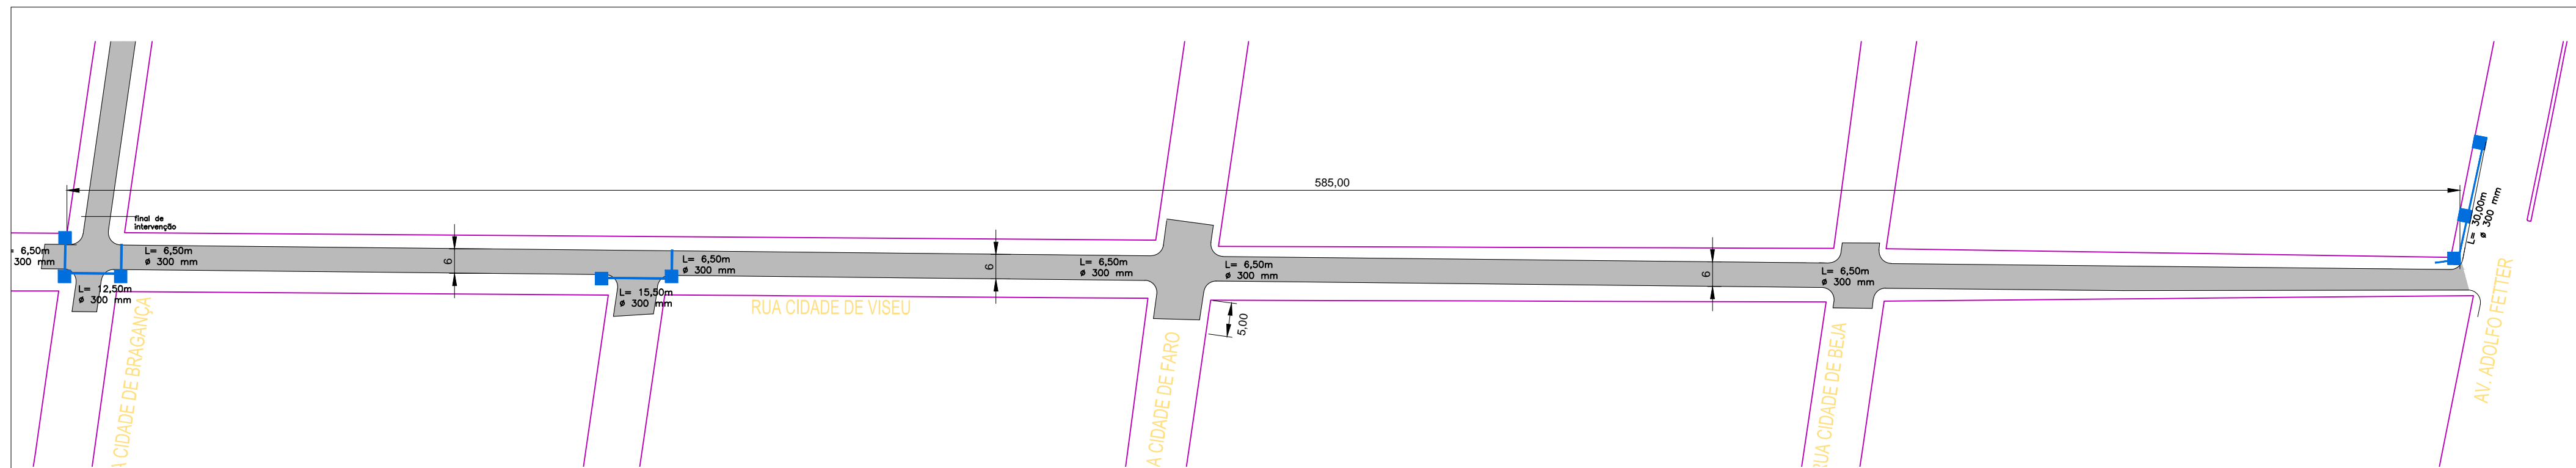 585,00
final de
intervenção
= 6,50m
300 mm
L= 6,50m
ø 300 mm
L= 12,50m
ø 300 mm
6
L= 6,50m
ø 300 mm
L= 15,50m
ø 300 mm
RUA CIDADE DE VISEU
6
L= 6,50m
ø 300 mm
L= 6,50m
ø 300 mm
5,00
6
L= 6,50m
ø 300 mm
L= 30,00m
ø 300 mm
A CIDADE DE BRAGANÇA
A CIDADE DE FARO
RUA CIDADE DE BEJA
AV. ADOLFO FETTER